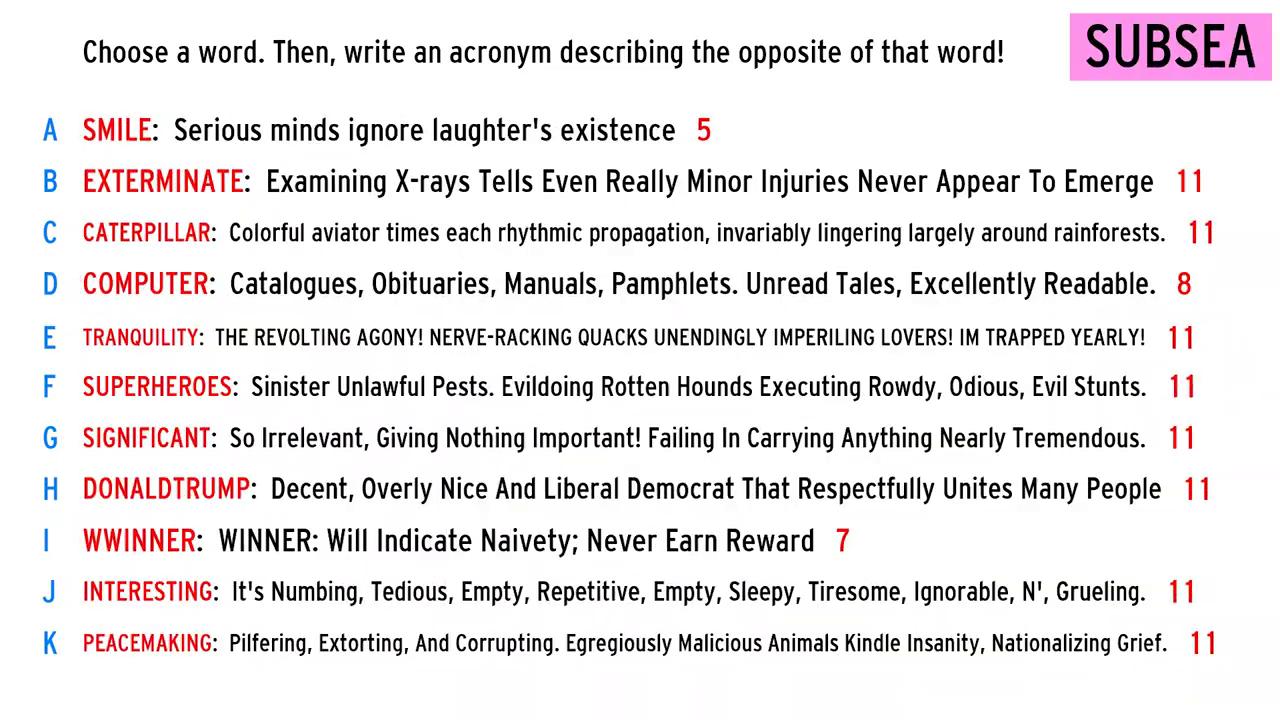 Choose a word. Then, write an acronym describing the opposite of that word!
SUBSEA
A SMILE: Serious minds ignore laughter's existence 5
B EXTERMINATE: Examining X-rays Tells Even Really Minor Injuries Never Appear To Emerge 11
C CATERPILLAR: Colorful aviator times each rhythmic propagation, invariably lingering largely around rainforests. 11
D COMPUTER: Catalogues, Obituaries, Manuals, Pamphlets. Unread Tales, Excellently Readable. 8
E TRANQUILITY: THE REVOLTING AGONY! NERVE-RACKING QUACKS UNENDINGLY IMPERILING LOVERS! IM TRAPPED YEARLY! 11
F SUPERHEROES: Sinister Unlawful Pests. Evildoing Rotten Hounds Executing Rowdy, Odious, Evil Stunts. 11
G SIGNIFICANT: So Irrelevant, Giving Nothing Important! Failing In Carrying Anything Nearly Tremendous. 11
H DONALDTRUMP: Decent, Overly Nice And Liberal Democrat That Respectfully Unites Many People 11
I WWINNER: WINNER: Will Indicate Naivety; Never Earn Reward 7
J INTERESTING: It's Numbing, Tedious, Empty, Repetitive, Empty, Sleepy, Tiresome, Ignorable, N', Grueling. 11
K PEACEMAKING: Pilfering, Extorting, And Corrupting. Egregiously Malicious Animals Kindle Insanity, Nationalizing Grief. 11